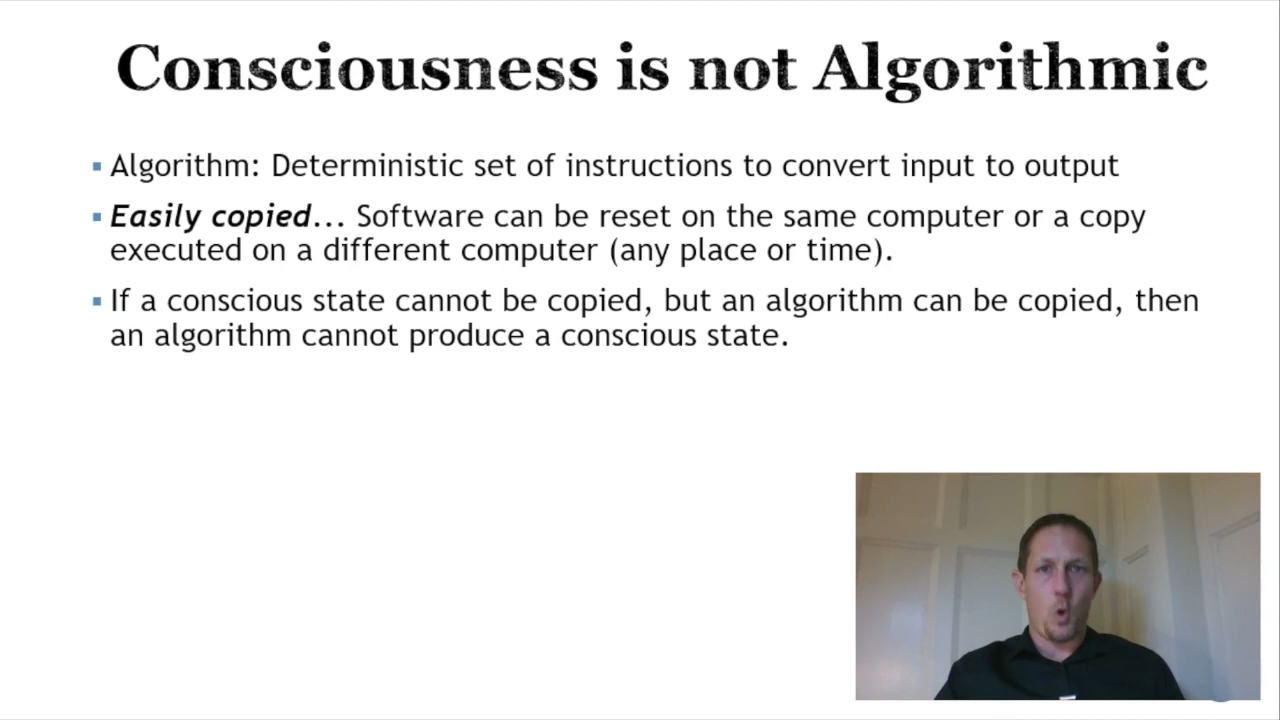 Consciousness is not Algorithmic
Algorithm: Deterministic set of instructions to convert input to output
Easily copied... Software can be reset on the same computer or a copy
executed on a different computer (any place or time).
If a conscious state cannot be copied, but an algorithm can be copied, then
an algorithm cannot produce a conscious state.